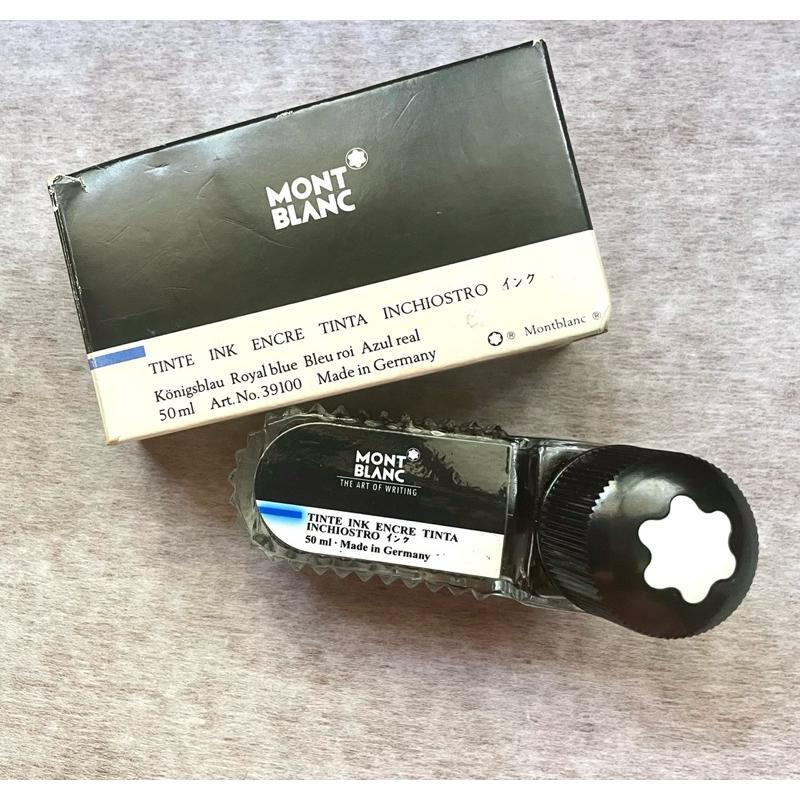 MONT
BLANC
TINTE INK ENCRE TINTA INCHIOSTRO インク
Königsblau Royal blue Bleu roi Azul real
50 ml Art. No. 39100 Made in Germany
® Montblanc ®
MONT
BLANC
THE ART OF WRITING
TINTE INK ENCRE TINTA
INCHIOSTRO インク
50 ml · Made in Germany